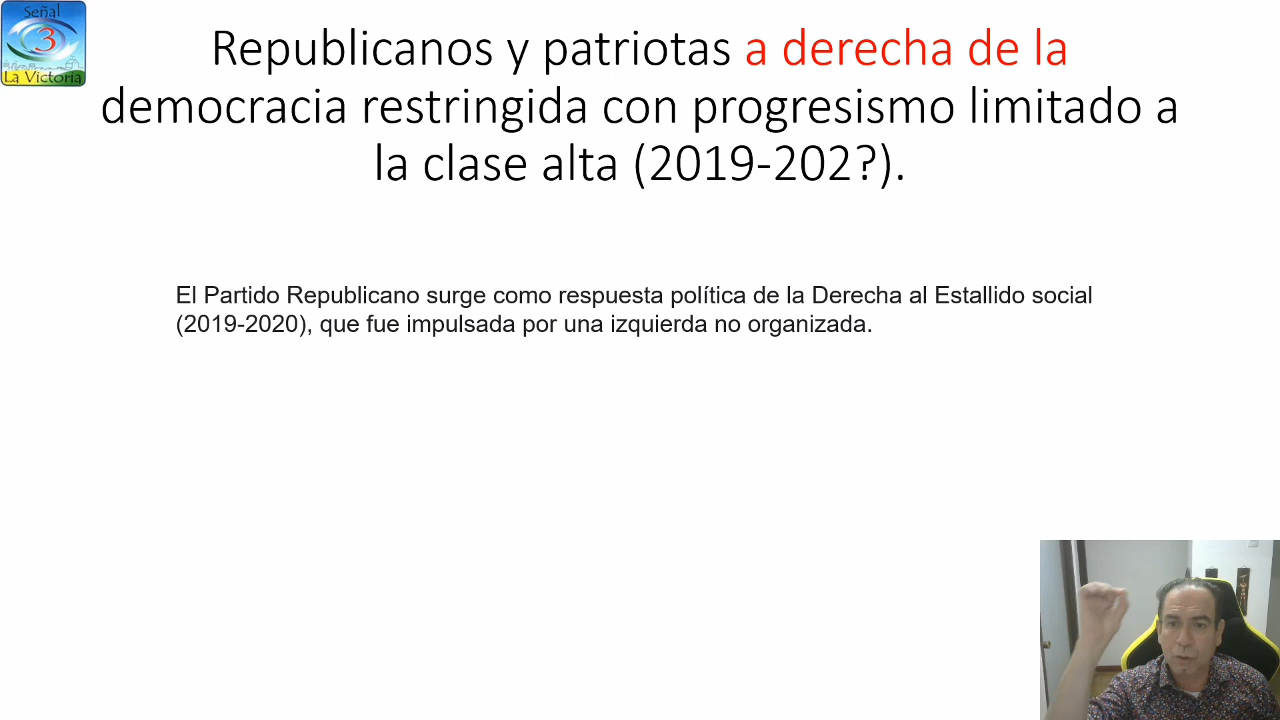 Señal
3
La Victoria
Republicanos y patriotas a derecha de la
democracia restringida con progresismo limitado a
la clase alta (2019-202?).
El Partido Republicano surge como respuesta política de la Derecha al Estallido social
(2019-2020), que fue impulsada por una izquierda no organizada.